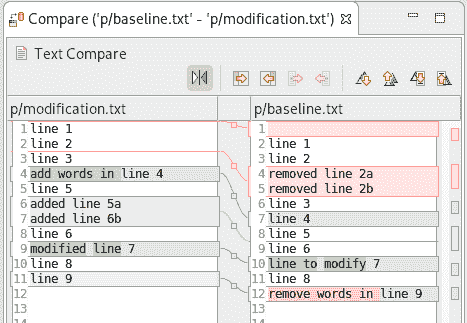 Compare ('p/baseline.txt' - 'p/modification.txt')
Text Compare
p/modification.txt
1 line 1
2 line 2
3 line 3
4 add words in line 4
5 line 5
6 added line 5a
7 added line 6b
8 line 6
9 modified line 7
10 line 8
11 line 9
12
13
p/baseline.txt
1
2 line 1
3 line 2
4 removed line 2a
5 removed line 2b
6 line 3
7 line 4
8 line 5
9 line 6
10 line to modify 7
11 line 8
12 remove words in line 9
13
14